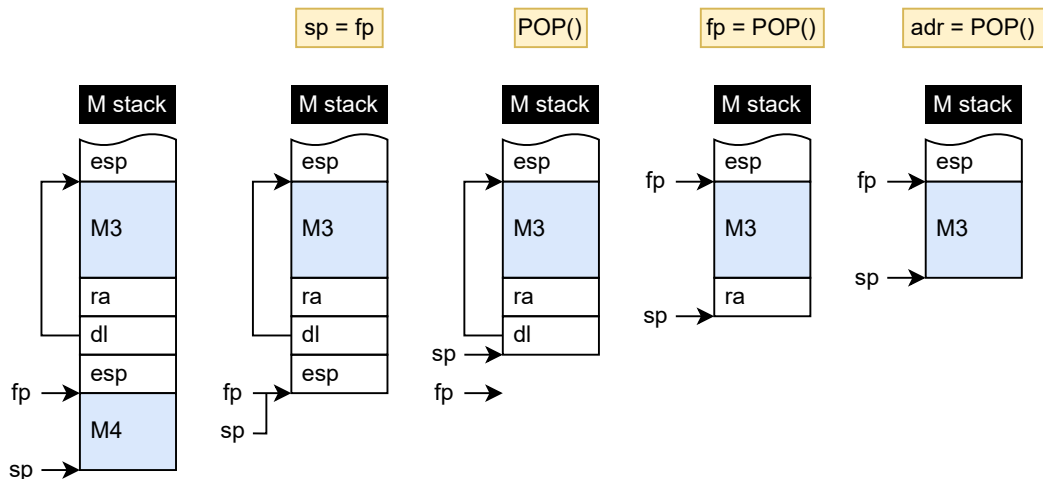 sp = fp
POP()
fp = POP()
adr = POP()
M stack
M stack
M stack
M stack
M stack
esp
M3
ra
dl
esp
fp
M4
sp
esp
M3
ra
dl
esp
fp
sp
esp
M3
ra
dl
sp
fp
esp
fp
M3
ra
sp
esp
fp
M3
sp